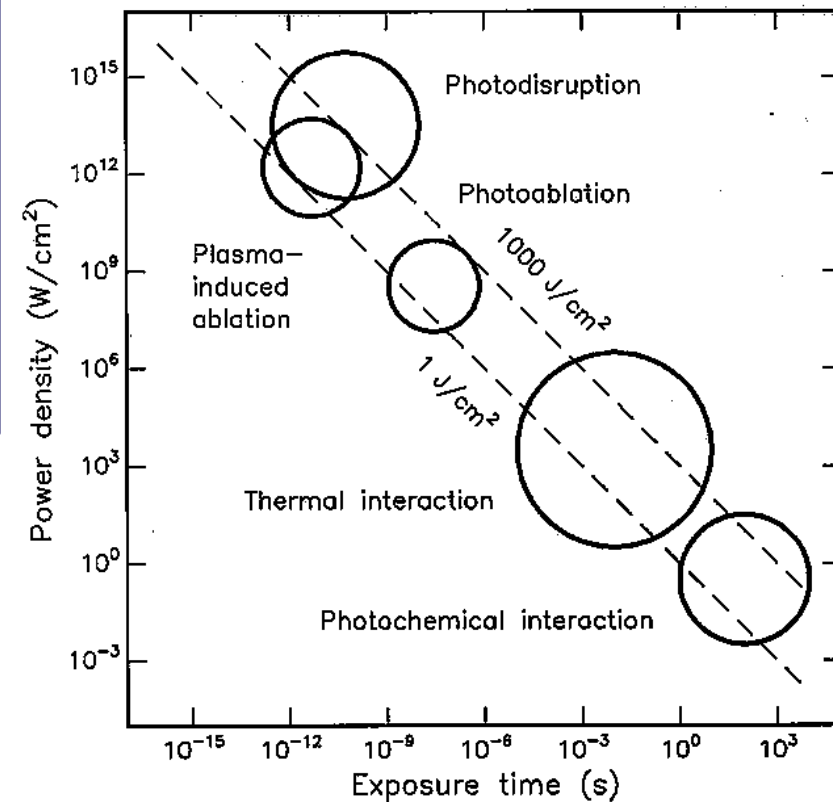 10¹⁵
10¹²
10⁹
10⁶
10³
10⁰
10⁻³
Power density (W/cm²)
Photodisruption
Photoablation
Plasma–
induced
ablation
1000 J/cm²
1 J/cm²
Thermal interaction
Photochemical interaction
10⁻¹⁵
10⁻¹²
10⁻⁹
10⁻⁶
10⁻³
10⁰
10³
Exposure time (s)